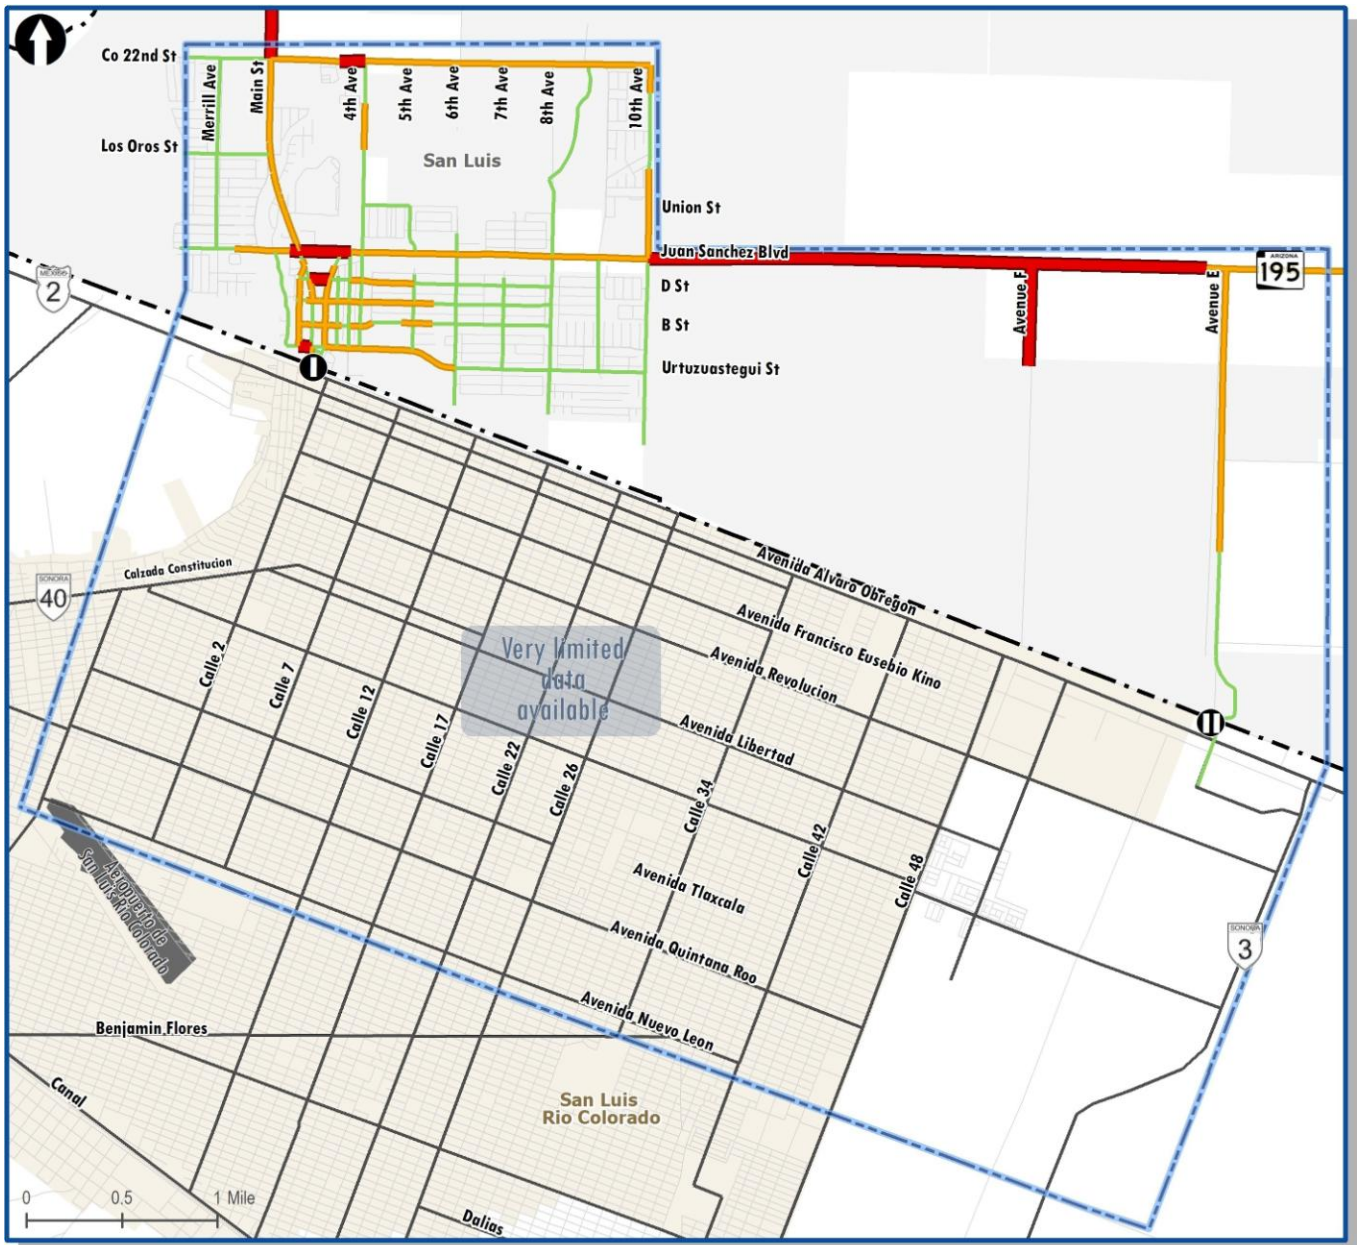 Co 22nd St
Merrill Ave
Main St
4th Ave
5th Ave
6th Ave
7th Ave
8th Ave
10th Ave
Los Oros St
San Luis
Union St
Juan Sanchez Blvd
ARIZONA
195
MEXICO
2
D St
Avenue F
Avenue E
B St
Urtuzuastegui St
I
Avenida Alvaro Obregon
Calzada Constitucion
SONORA
40
Avenida Francisco Eusebio Kino
Very limited
data
available
Avenida Revolucion
Calle 2
Calle 7
Calle 12
Calle 17
Calle 22
Calle 26
Avenida Libertad
II
Calle 34
Calle 42
Calle 48
Aeropuerto de
San Luis Rio Colorado
Avenida Tlaxcala
Avenida Quintana Roo
SONORA
3
Avenida Nuevo Leon
Benjamin Flores
Canal
San Luis
Rio Colorado
0 0.5 1 Mile
Dalias